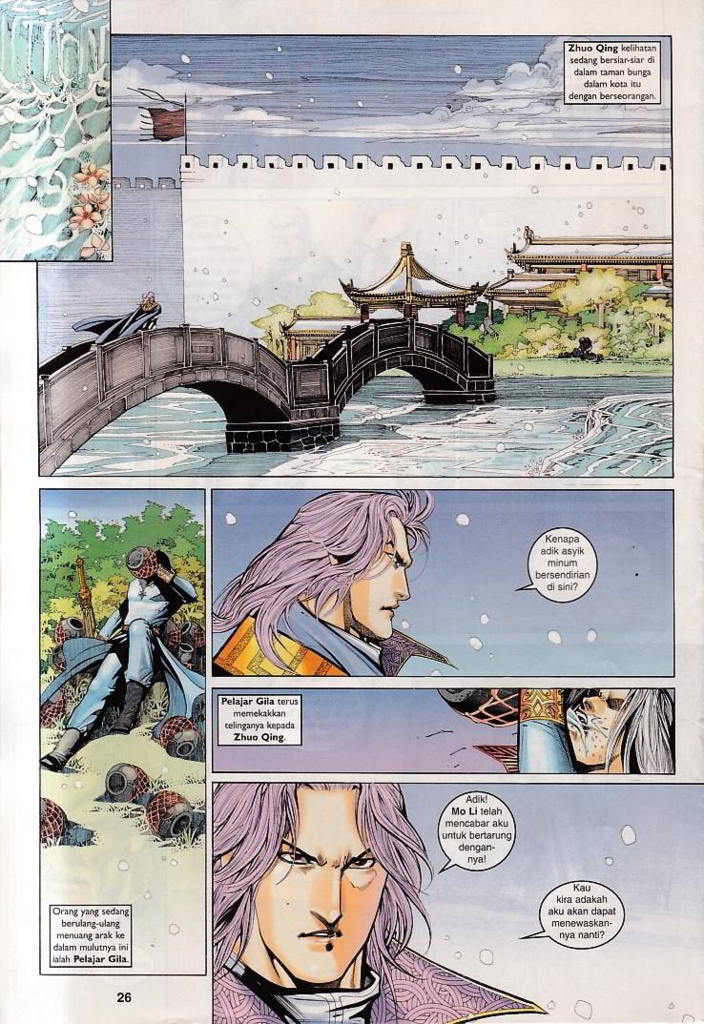 Zhuo Qing kelihatan
sedang bersiar-siar di
dalam taman bunga
dalam kota itu
dengan berseorangan.
Orang yang sedang
berulang-ulang
menuang arak ke
dalam mulutnya ini
ialah Pelajar Gila.
Kenapa
adik asyik
minum
bersendirian
di sini?
Pelajar Gila terus
memekakkan
telinganya kepada
Zhuo Qing.
Adik!
Mo Li telah
mencabar aku
untuk bertarung
dengan-
nya!
Kau
kira adakah
aku akan dapat
menewaskan-
nya nanti?
26